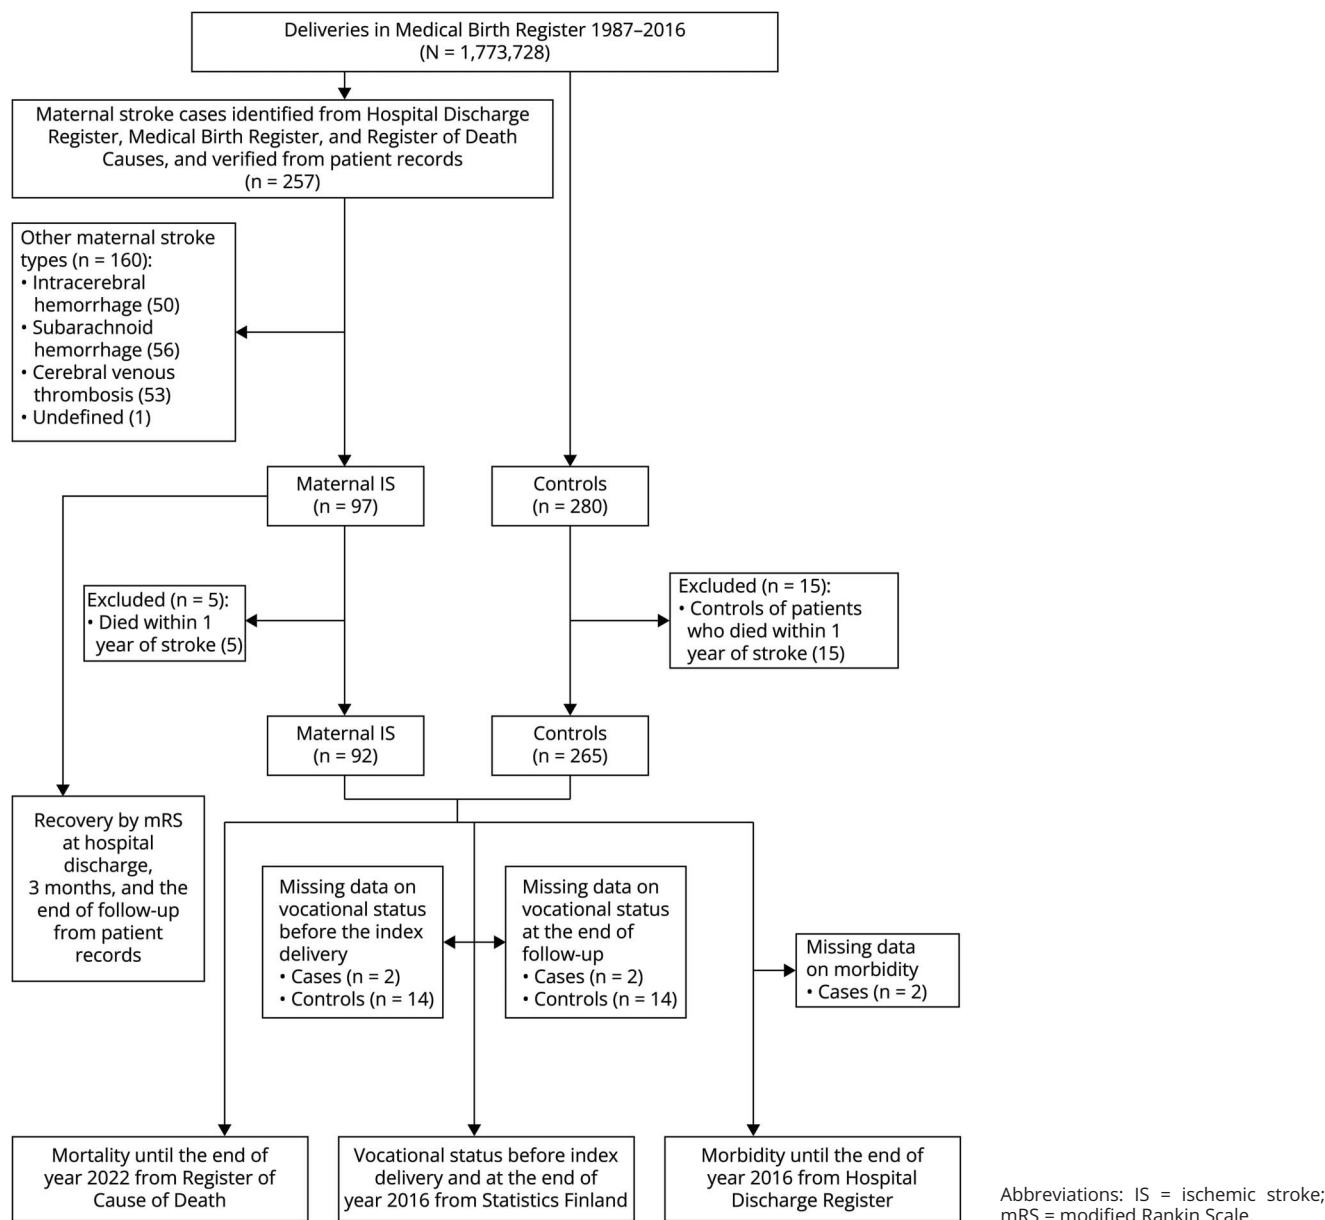 Deliveries in Medical Birth Register 1987–2016
(N = 1,773,728)
Maternal stroke cases identified from Hospital Discharge
Register, Medical Birth Register, and Register of Death
Causes, and verified from patient records
(n = 257)
Other maternal stroke
types (n = 160):
• Intracerebral
hemorrhage (50)
• Subarachnoid
hemorrhage (56)
• Cerebral venous
thrombosis (53)
• Undefined (1)
Maternal IS
(n = 97)
Controls
(n = 280)
Excluded (n = 5):
• Died within 1
year of stroke (5)
Excluded (n = 15):
• Controls of patients
who died within 1
year of stroke (15)
Maternal IS
(n = 92)
Controls
(n = 265)
Recovery by mRS
at hospital
discharge,
3 months, and the
end of follow-up
from patient
records
Missing data on
vocational status
before the index
delivery
• Cases (n = 2)
• Controls (n = 14)
Missing data on
vocational status
at the end of
follow-up
• Cases (n = 2)
• Controls (n = 14)
Missing data
on morbidity
• Cases (n = 2)
Mortality until the end of
year 2022 from Register of
Cause of Death
Vocational status before index
delivery and at the end of
year 2016 from Statistics Finland
Morbidity until the end of
year 2016 from Hospital
Discharge Register
Abbreviations: IS = ischemic stroke;
mRS = modified Rankin Scale.